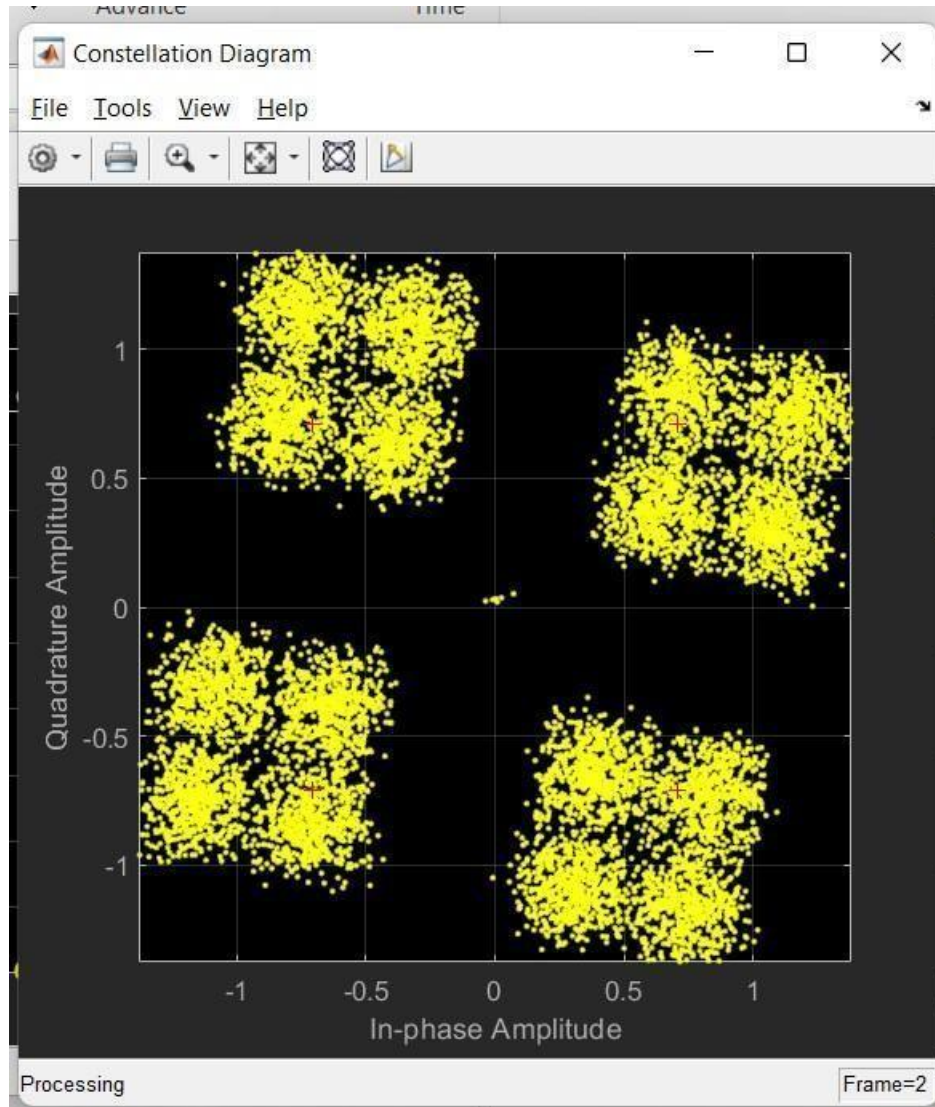 Advance Time
Constellation Diagram
File Tools View Help
Quadrature Amplitude
1
0.5
0
-0.5
-1
-1 -0.5 0 0.5 1
In-phase Amplitude
Processing Frame=2